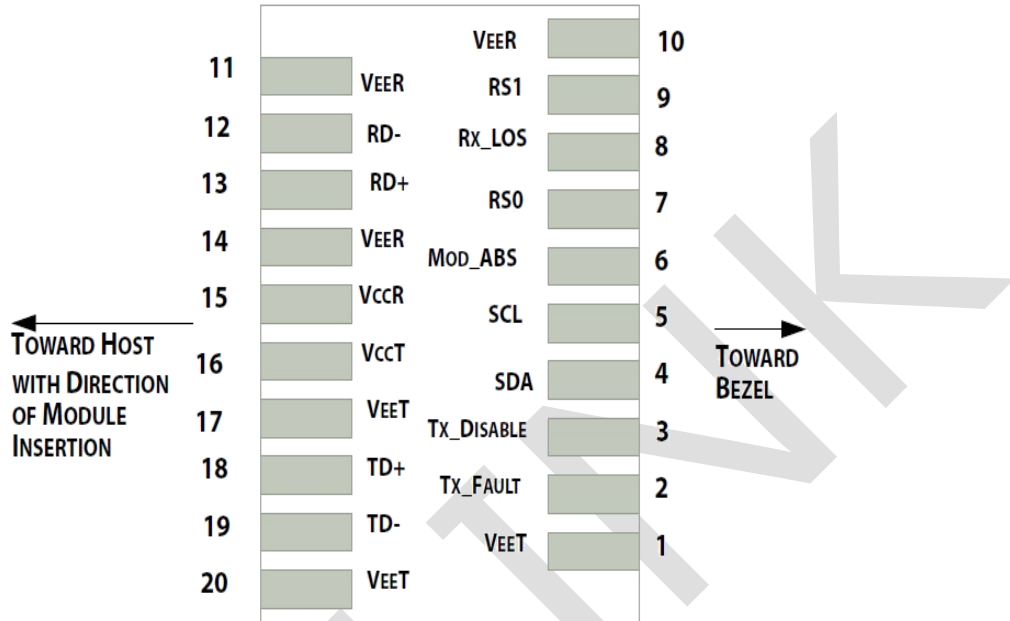 VEER 10
11 VEER
RS1 9
12 RD-
RX_LOS 8
13 RD+
RS0 7
14 VEER
MOD_ABS 6
15 VCCR
SCL 5
TOWARD HOST
WITH DIRECTION
OF MODULE
INSERTION
TOWARD
BEZEL
16 VCCT
SDA 4
17 VEET
TX_DISABLE 3
18 TD+
TX_FAULT 2
19 TD-
VEET 1
20 VEET